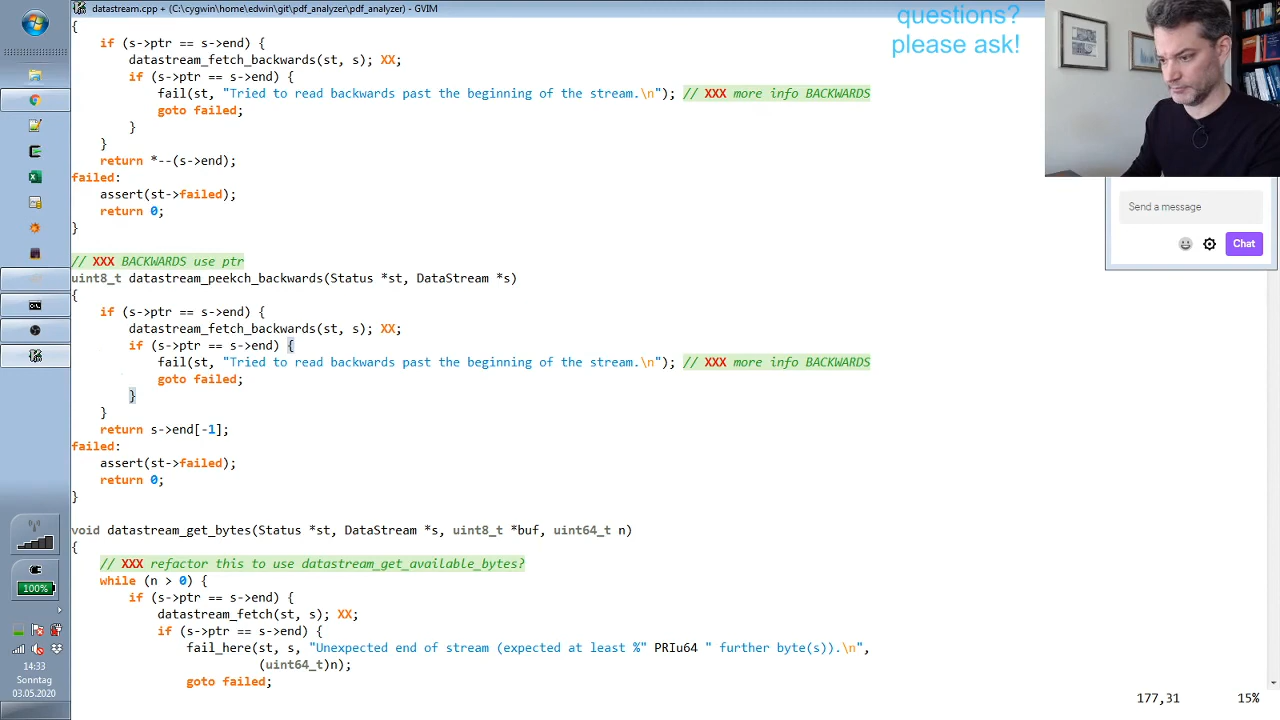 datastream.cpp + (C:\cygwin\home\edwin\git\pdf_analyzer\pdf_analyzer) - GVIM
questions?
please ask!
{
if (s->ptr == s->end) {
datastream_fetch_backwards(st, s); XX;
if (s->ptr == s->end) {
fail(st, "Tried to read backwards past the beginning of the stream.\n"); // XXX more info BACKWARDS
goto failed;
}
}
return *--(s->end);
failed:
assert(st->failed);
return 0;
}
Send a message
Chat
// XXX BACKWARDS use ptr
uint8_t datastream_peekch_backwards(Status *st, DataStream *s)
{
if (s->ptr == s->end) {
datastream_fetch_backwards(st, s); XX;
if (s->ptr == s->end) {
fail(st, "Tried to read backwards past the beginning of the stream.\n"); // XXX more info BACKWARDS
goto failed;
}
}
return s->end[-1];
failed:
assert(st->failed);
return 0;
}
void datastream_get_bytes(Status *st, DataStream *s, uint8_t *buf, uint64_t n)
{
// XXX refactor this to use datastream_get_available_bytes?
while (n > 0) {
if (s->ptr == s->end) {
datastream_fetch(st, s); XX;
if (s->ptr == s->end) {
fail_here(st, s, "Unexpected end of stream (expected at least %" PRIu64 " further byte(s)).\n",
(uint64_t)n);
goto failed;
100%
14:33
Sonntag
03.05.2020
177,31
15%